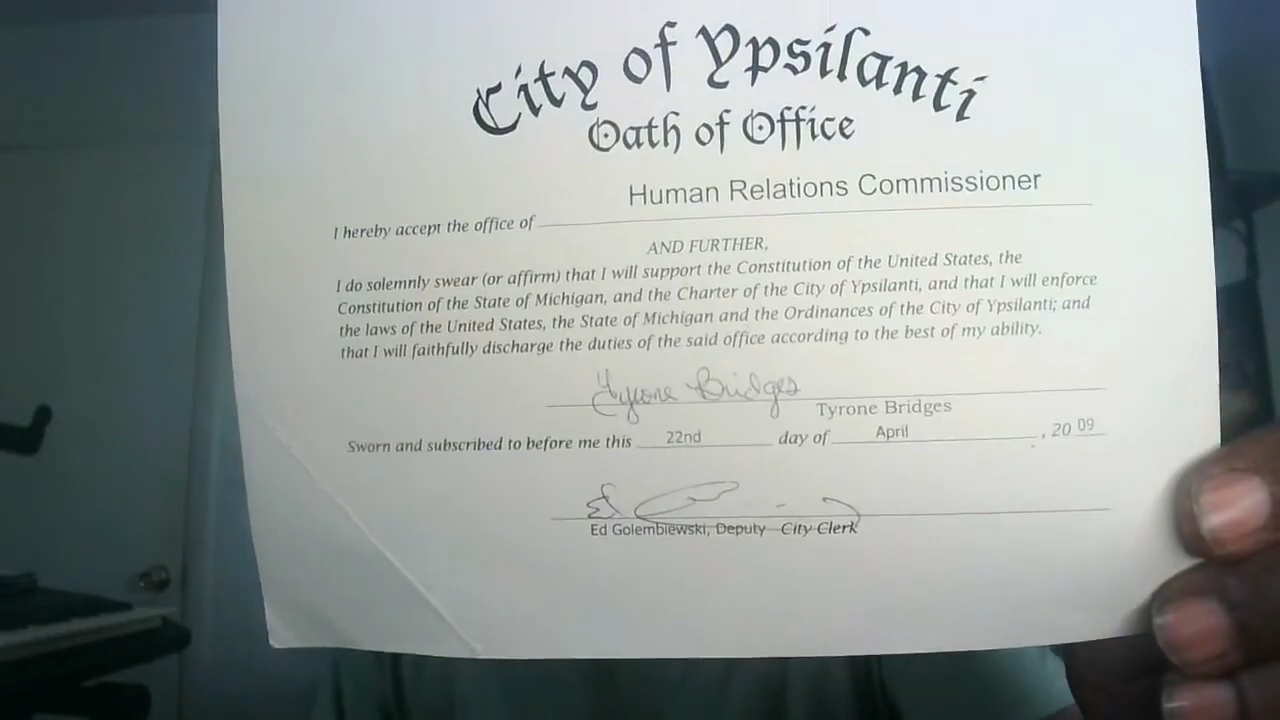 City of Ypsilanti
Oath of Office
Human Relations Commissioner
I hereby accept the office of
AND FURTHER,
I do solemnly swear (or affirm) that I will support the Constitution of the United States, the
Constitution of the State of Michigan, and the Charter of the City of Ypsilanti, and that I will enforce
the laws of the United States, the State of Michigan and the Ordinances of the City of Ypsilanti; and
that I will faithfully discharge the duties of the said office according to the best of my ability.
Tyrone Bridges
Tyrone Bridges
Sworn and subscribed to before me this 22nd day of April, 20 09
Ed Golembiewski, Deputy City Clerk